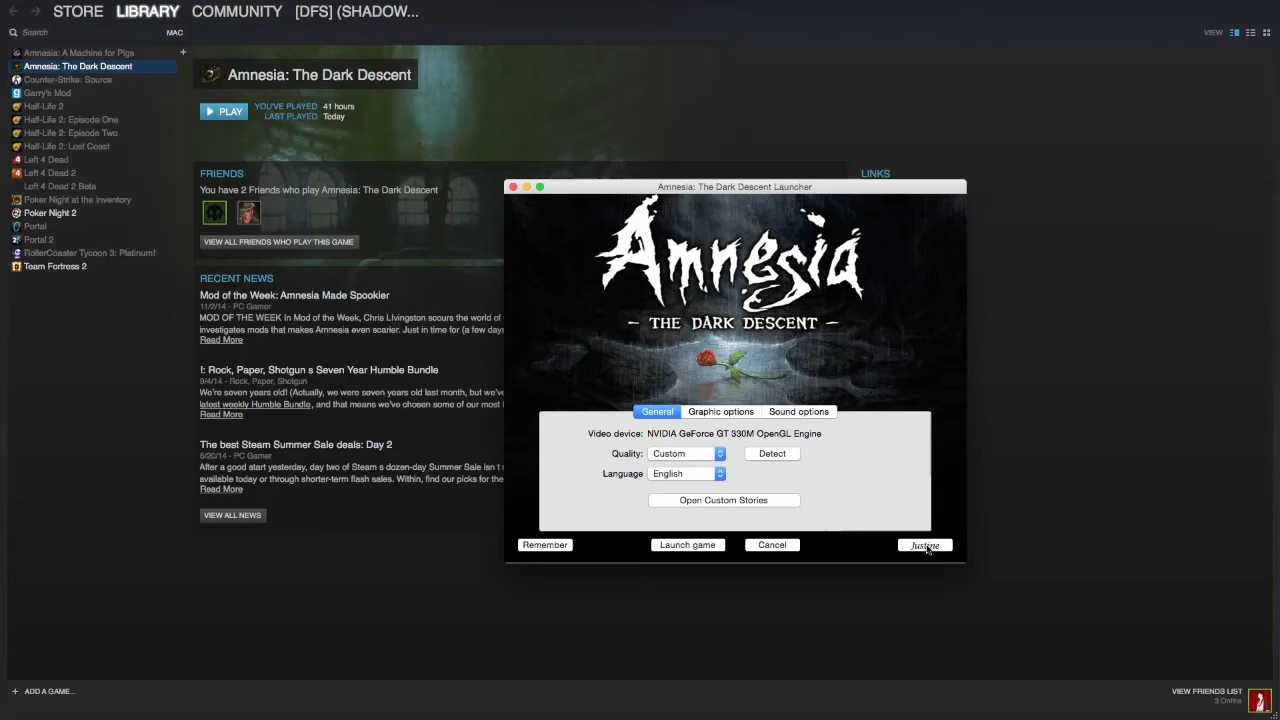 STORE LIBRARY COMMUNITY [DFS] (SHADOW...
Search MAC
VIEW
Amnesia: A Machine for Pigs
Amnesia: The Dark Descent
Counter-Strike: Source
Garry's Mod
Half-Life 2
Half-Life 2: Episode One
Half-Life 2: Episode Two
Half-Life 2: Lost Coast
Left 4 Dead
Left 4 Dead 2
Left 4 Dead 2 Beta
Poker Night at the Inventory
Poker Night 2
Portal
Portal 2
RollerCoaster Tycoon 3: Platinum!
Team Fortress 2
Amnesia: The Dark Descent
PLAY
YOU'VE PLAYED 41 hours
LAST PLAYED Today
FRIENDS
You have 2 Friends who play Amnesia: The Dark Descent
VIEW ALL FRIENDS WHO PLAY THIS GAME
RECENT NEWS
Mod of the Week: Amnesia Made Spookier
11/2/14 - PC Gamer
MOD OF THE WEEK In Mod of the Week, Chris Livingston scours the world of
investigates mods that makes Amnesia even scarier. Just in time for (a few days
Read More
!: Rock, Paper, Shotgun s Seven Year Humble Bundle
9/4/14 - Rock, Paper, Shotgun
We're seven years old! (Actually, we were seven years old last month, but we've
latest weekly Humble Bundle, and that means we've chosen some of our most
Read More
The best Steam Summer Sale deals: Day 2
6/20/14 - PC Gamer
After a good start yesterday, day two of Steam s dozen-day Summer Sale isn t
available today or through shorter-term flash sales. Within, find our picks for the
Read More
VIEW ALL NEWS
LINKS
Amnesia: The Dark Descent Launcher
Amnesia
- THE DARK DESCENT -
General Graphic options Sound options
Video device: NVIDIA GeForce GT 330M OpenGL Engine
Quality: Custom Detect
Language English
Open Custom Stories
Remember Launch game Cancel Justine
+ ADD A GAME...
VIEW FRIENDS LIST
3 Online